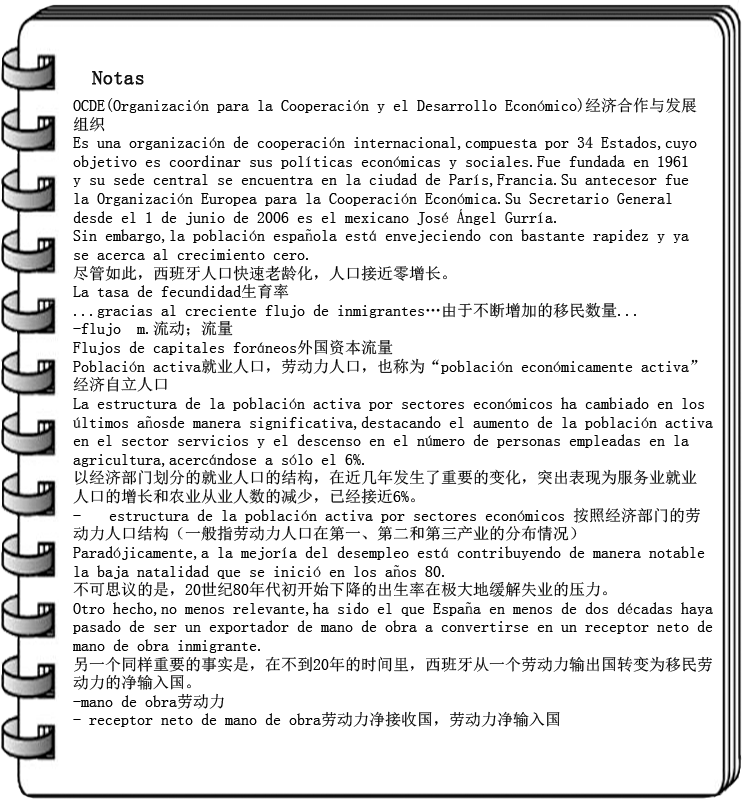 Notas
OCDE(Organización para la Cooperación y el Desarrollo Económico)经济合作与发展
组织
Es una organización de cooperación internacional,compuesta por 34 Estados,cuyo
objetivo es coordinar sus políticas económicas y sociales.Fue fundada en 1961
y su sede central se encuentra en la ciudad de París,Francia.Su antecesor fue
la Organización Europea para la Cooperación Económica.Su Secretario General
desde el 1 de junio de 2006 es el mexicano José Ángel Gurría.
Sin embargo,la población española está envejeciendo con bastante rapidez y ya
se acerca al crecimiento cero.
尽管如此，西班牙人口快速老龄化，人口接近零增长。
La tasa de fecundidad生育率
...gracias al creciente flujo de inmigrantes…由于不断增加的移民数量...
-flujo m.流动；流量
Flujos de capitales foráneos外国资本流量
Población activa就业人口，劳动力人口，也称为“población económicamente activa”
经济自立人口
La estructura de la población activa por sectores económicos ha cambiado en los
últimos añosde manera significativa,destacando el aumento de la población activa
en el sector servicios y el descenso en el número de personas empleadas en la
agricultura,acercándose a sólo el 6%.
以经济部门划分的就业人口的结构，在近几年发生了重要的变化，突出表现为服务业就业
人口的增长和农业从业人数的减少，已经接近6%。
- estructura de la población activa por sectores económicos 按照经济部门的劳
动力人口结构（一般指劳动力人口在第一、第二和第三产业的分布情况）
Paradójicamente,a la mejoría del desempleo está contribuyendo de manera notable
la baja natalidad que se inició en los años 80.
不可思议的是，20世纪80年代初开始下降的出生率在极大地缓解失业的压力。
Otro hecho,no menos relevante,ha sido el que España en menos de dos décadas haya
pasado de ser un exportador de mano de obra a convertirse en un receptor neto de
mano de obra inmigrante.
另一个同样重要的事实是，在不到20年的时间里，西班牙从一个劳动力输出国转变为移民劳
动力的净输入国。
-mano de obra劳动力
- receptor neto de mano de obra劳动力净接收国，劳动力净输入国